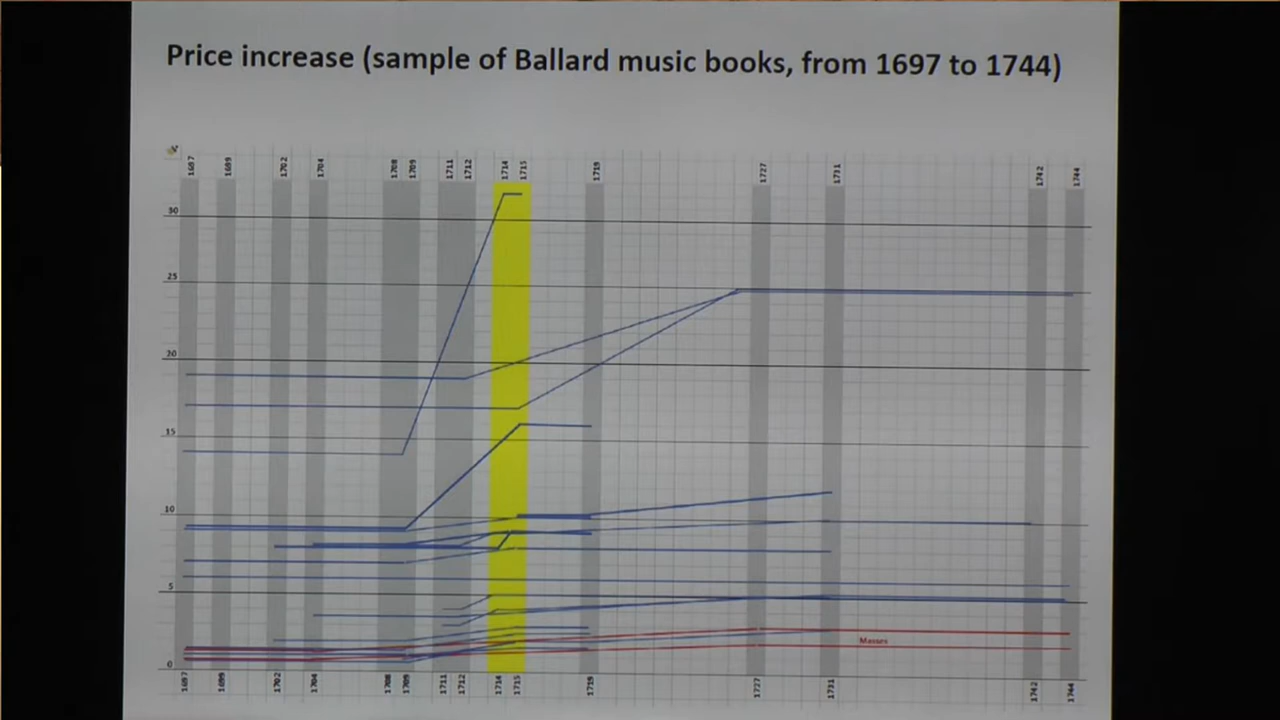 Price increase (sample of Ballard music books, from 1697 to 1744)
1697 1699 1702 1704 1708 1709 1711 1712 1714 1715 1719 1727 1731 1742 1744
30
25
20
15
10
5
Masses
0
1697 1699 1702 1704 1708 1709 1711 1712 1714 1715 1719 1727 1731 1742 1744